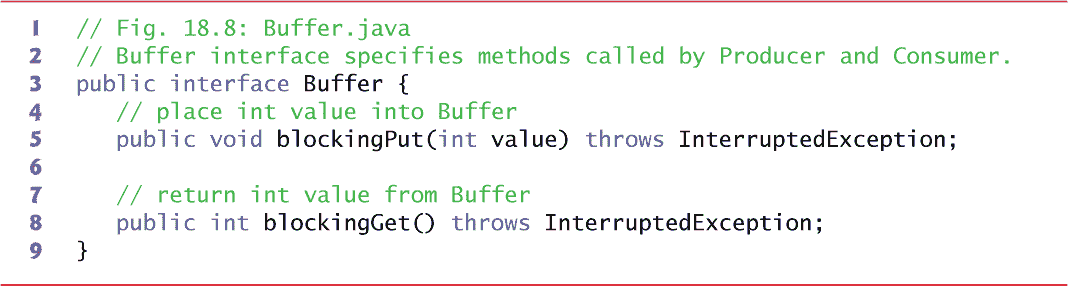 1 // Fig. 18.8: Buffer.java
2 // Buffer interface specifies methods called by Producer and Consumer.
3 public interface Buffer {
4 // place int value into Buffer
5 public void blockingPut(int value) throws InterruptedException;
6
7 // return int value from Buffer
8 public int blockingGet() throws InterruptedException;
9 }